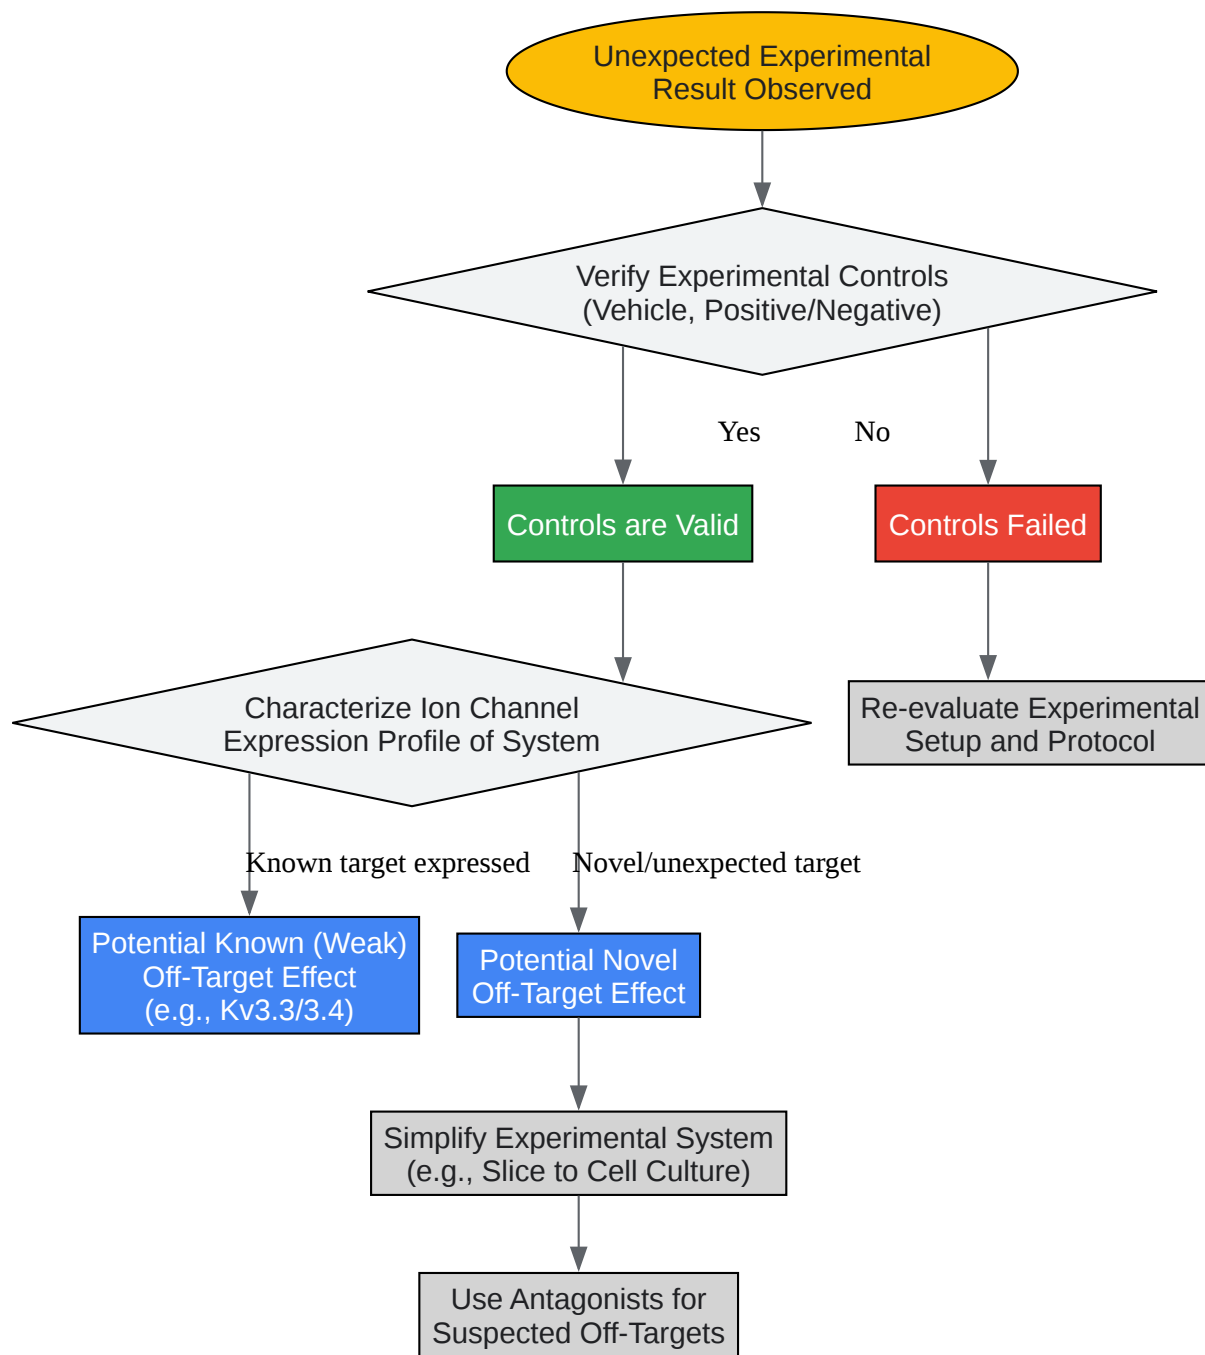 Unexpected Experimental
Result Observed
Verify Experimental Controls
(Vehicle, Positive/Negative)
Yes
No
Controls are Valid
Controls Failed
Characterize Ion Channel
Expression Profile of System
Re-evaluate Experimental
Setup and Protocol
Known target expressed
Novel/unexpected target
Potential Known (Weak)
Off-Target Effect
(e.g., Kv3.3/3.4)
Potential Novel
Off-Target Effect
Simplify Experimental System
(e.g., Slice to Cell Culture)
Use Antagonists for
Suspected Off-Targets